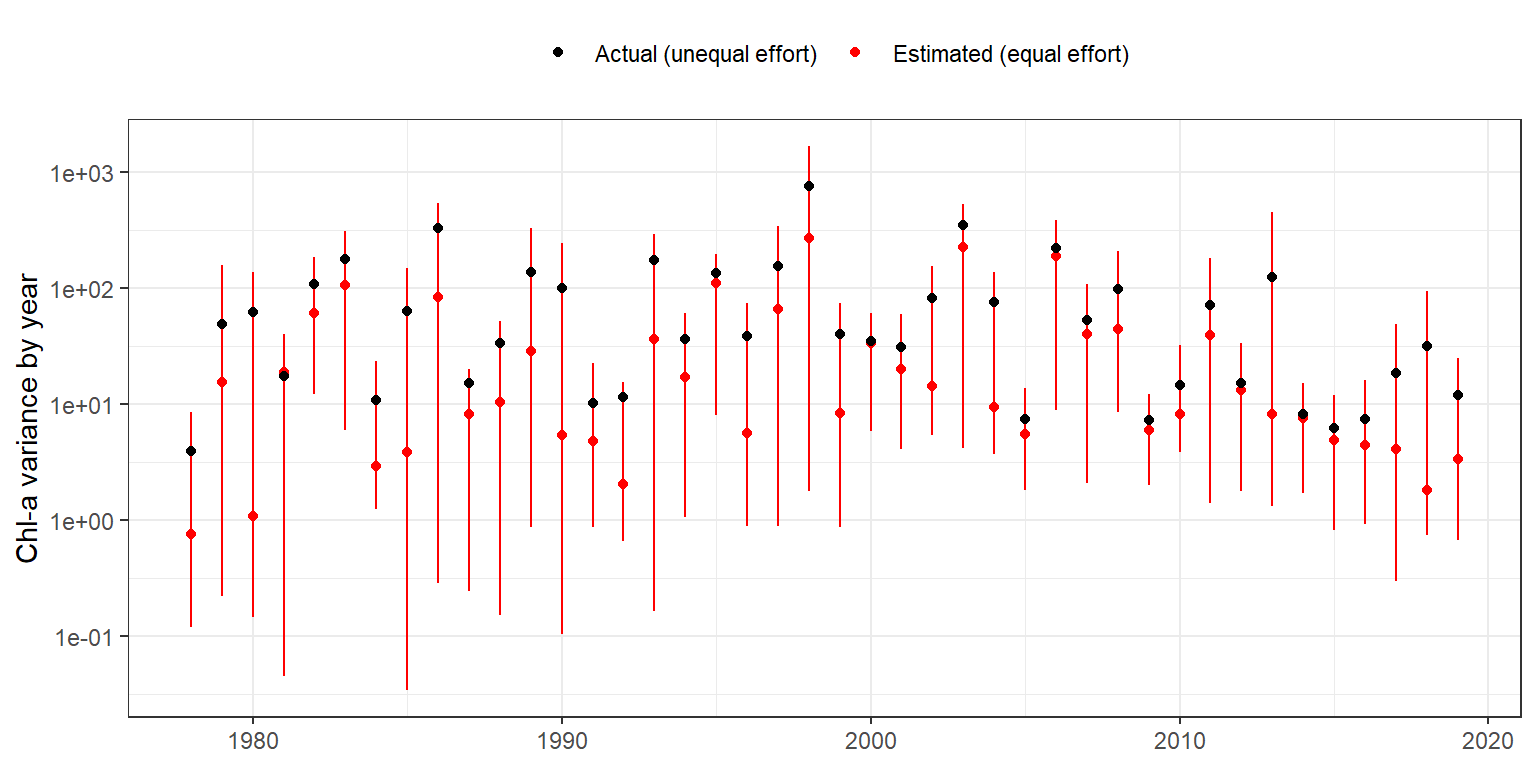 Actual (unequal effort) Estimated (equal effort)
Chl-a variance by year
1e+03
1e+02
1e+01
1e+00
1e-01
1980 1990 2000 2010 2020